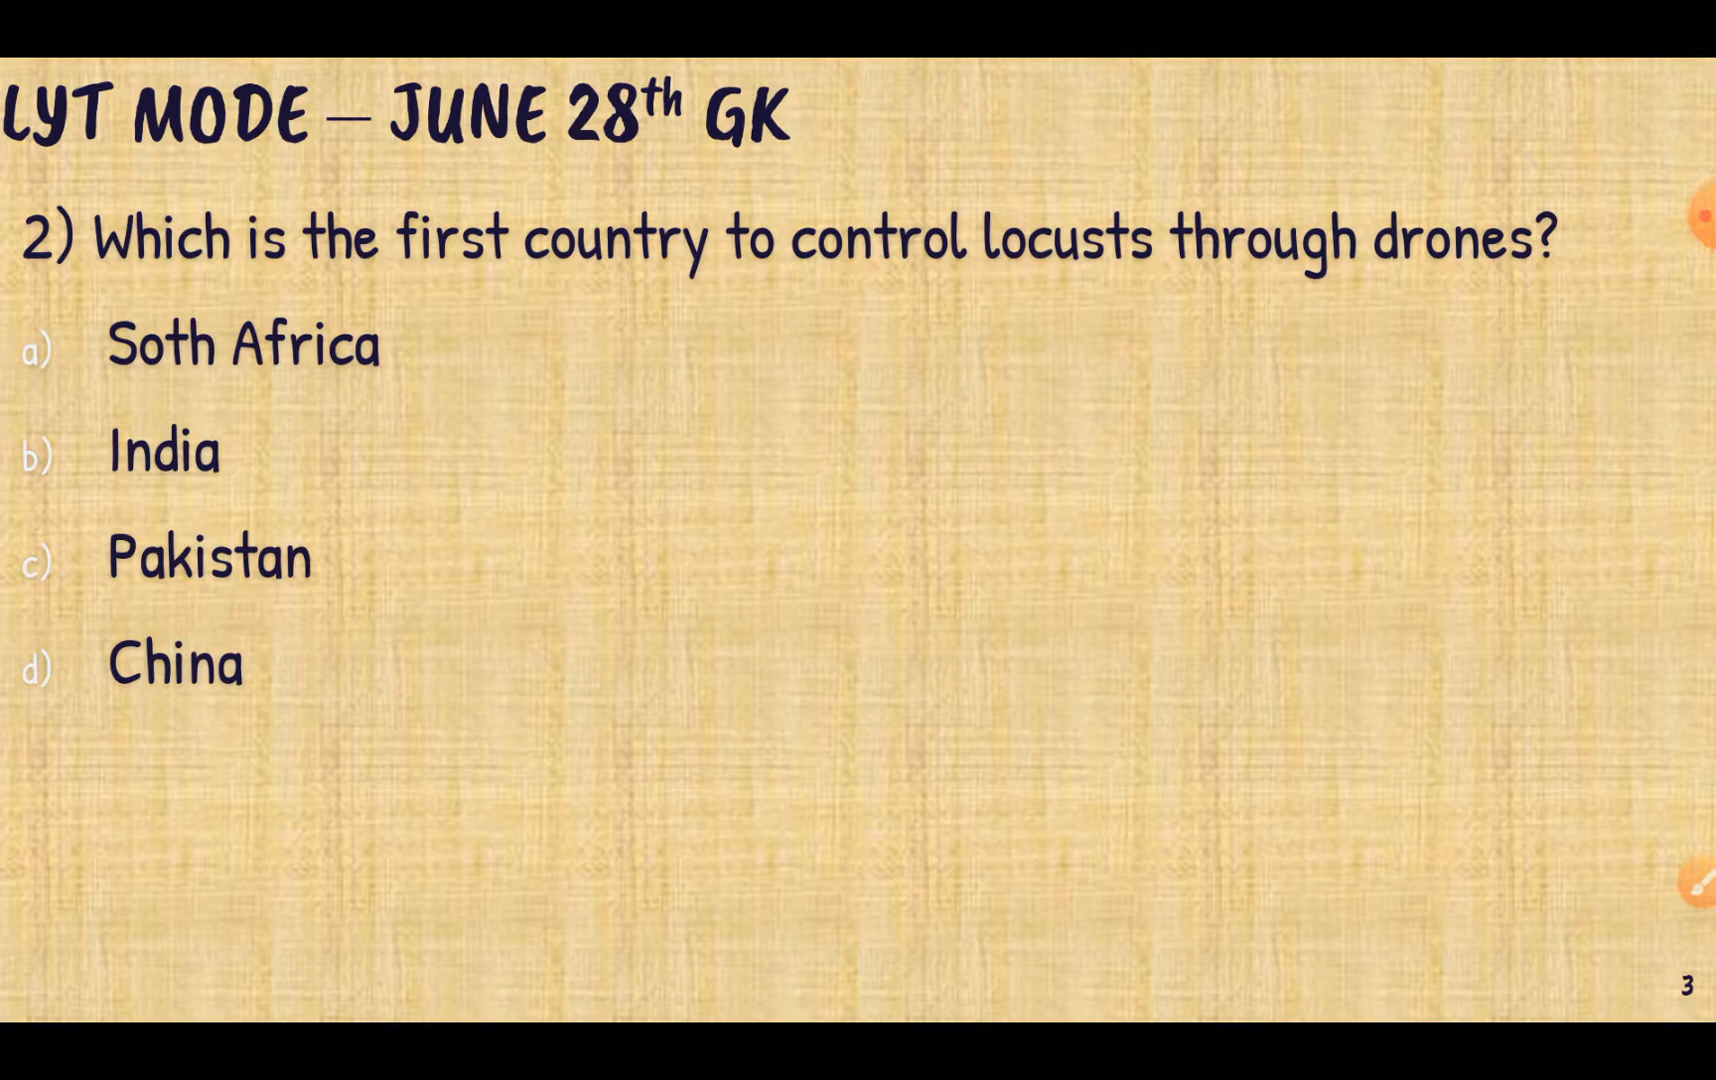 LYT MODE – JUNE 28th GK
2) Which is the first country to control locusts through drones?
a) Soth Africa
b) India
c) Pakistan
d) China
3